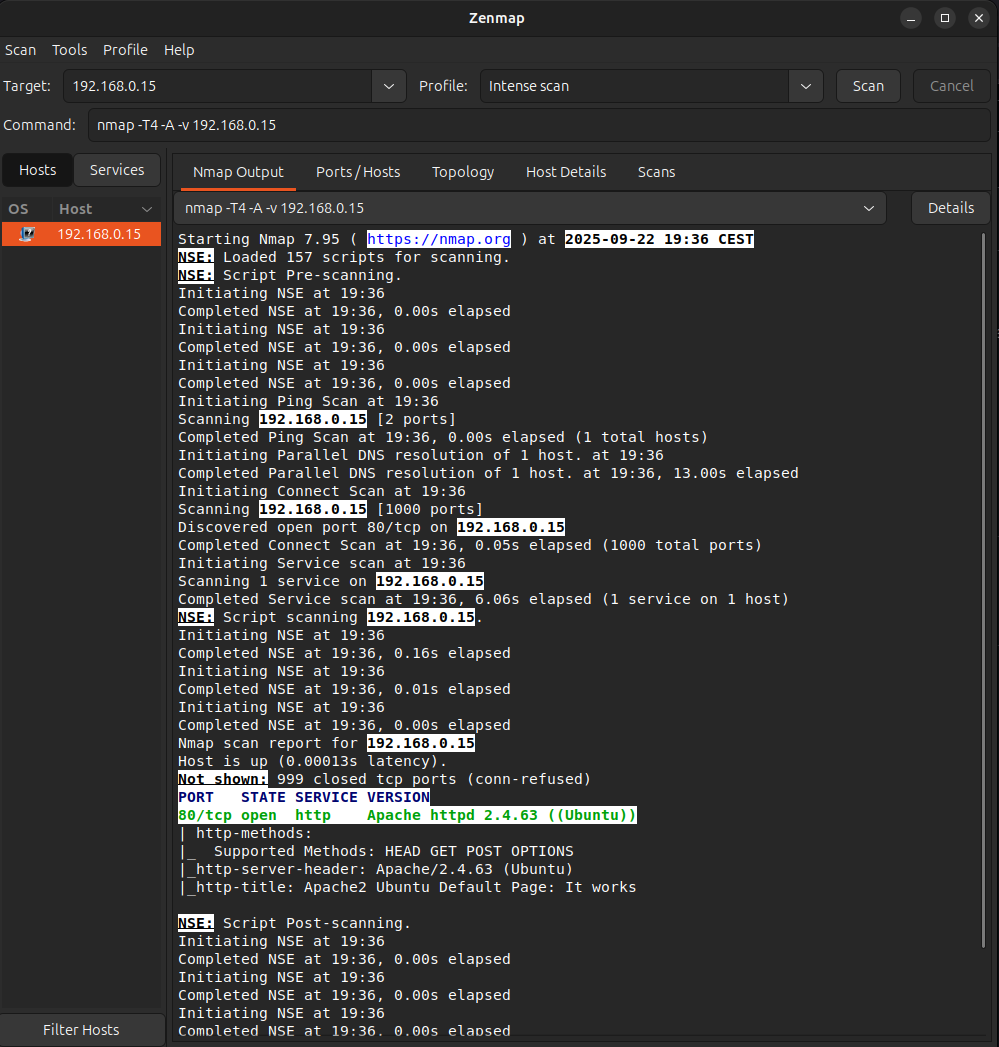 Zenmap
Scan Tools Profile Help
Target: 192.168.0.15 Profile: Intense scan Scan Cancel
Command: nmap -T4 -A -v 192.168.0.15
Hosts Services
OS Host
192.168.0.15
Filter Hosts
Nmap Output Ports / Hosts Topology Host Details Scans
nmap -T4 -A -v 192.168.0.15 Details
Starting Nmap 7.95 ( https://nmap.org ) at 2025-09-22 19:36 CEST
NSE: Loaded 157 scripts for scanning.
NSE: Script Pre-scanning.
Initiating NSE at 19:36
Completed NSE at 19:36, 0.00s elapsed
Initiating NSE at 19:36
Completed NSE at 19:36, 0.00s elapsed
Initiating NSE at 19:36
Completed NSE at 19:36, 0.00s elapsed
Initiating Ping Scan at 19:36
Scanning 192.168.0.15 [2 ports]
Completed Ping Scan at 19:36, 0.00s elapsed (1 total hosts)
Initiating Parallel DNS resolution of 1 host. at 19:36
Completed Parallel DNS resolution of 1 host. at 19:36, 13.00s elapsed
Initiating Connect Scan at 19:36
Scanning 192.168.0.15 [1000 ports]
Discovered open port 80/tcp on 192.168.0.15
Completed Connect Scan at 19:36, 0.05s elapsed (1000 total ports)
Initiating Service scan at 19:36
Scanning 1 service on 192.168.0.15
Completed Service scan at 19:36, 6.06s elapsed (1 service on 1 host)
NSE: Script scanning 192.168.0.15.
Initiating NSE at 19:36
Completed NSE at 19:36, 0.16s elapsed
Initiating NSE at 19:36
Completed NSE at 19:36, 0.01s elapsed
Initiating NSE at 19:36
Completed NSE at 19:36, 0.00s elapsed
Nmap scan report for 192.168.0.15
Host is up (0.00013s latency).
Not shown: 999 closed tcp ports (conn-refused)
PORT   STATE SERVICE VERSION
80/tcp open  http    Apache httpd 2.4.63 ((Ubuntu))
| http-methods:
|_  Supported Methods: HEAD GET POST OPTIONS
|_http-server-header: Apache/2.4.63 (Ubuntu)
|_http-title: Apache2 Ubuntu Default Page: It works
NSE: Script Post-scanning.
Initiating NSE at 19:36
Completed NSE at 19:36, 0.00s elapsed
Initiating NSE at 19:36
Completed NSE at 19:36, 0.00s elapsed
Initiating NSE at 19:36
Completed NSE at 19:36, 0.00s elapsed